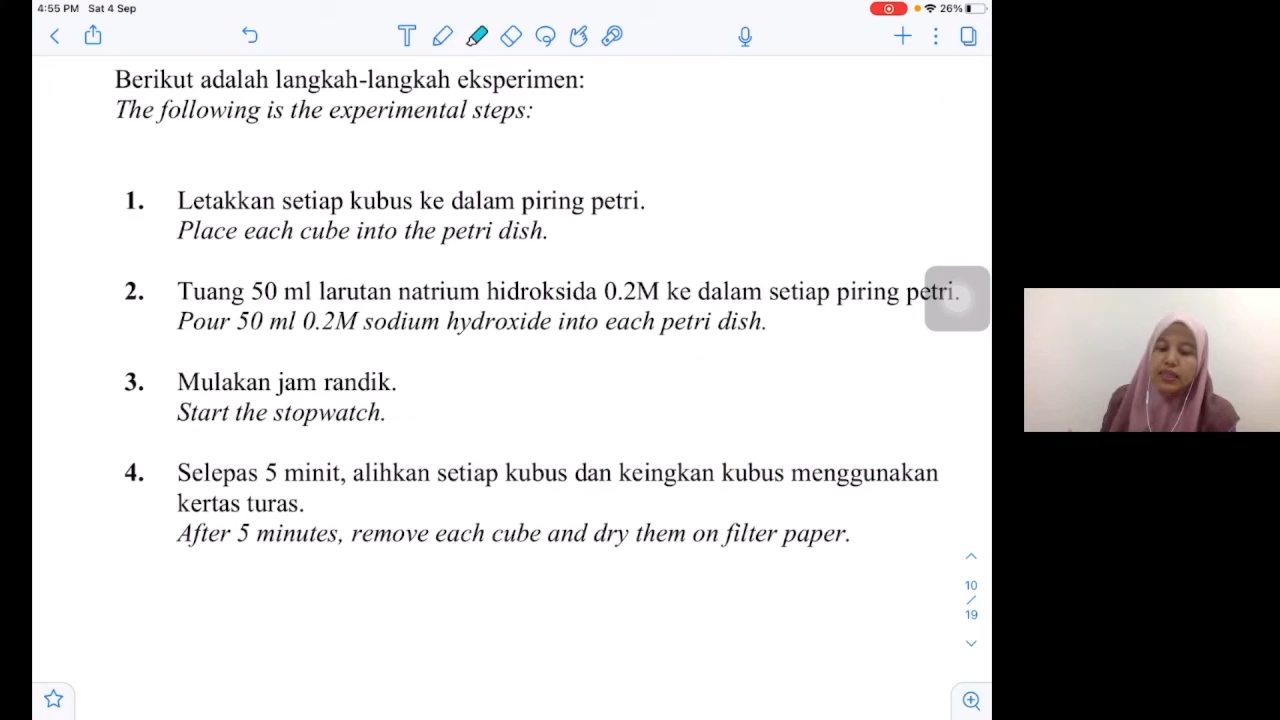 4:55 PM Sat 4 Sep
26%
Berikut adalah langkah-langkah eksperimen:
The following is the experimental steps:
1. Letakkan setiap kubus ke dalam piring petri.
Place each cube into the petri dish.
2. Tuang 50 ml larutan natrium hidroksida 0.2M ke dalam setiap piring petri.
Pour 50 ml 0.2M sodium hydroxide into each petri dish.
3. Mulakan jam randik.
Start the stopwatch.
4. Selepas 5 minit, alihkan setiap kubus dan keingkan kubus menggunakan
kertas turas.
After 5 minutes, remove each cube and dry them on filter paper.
10
/
19